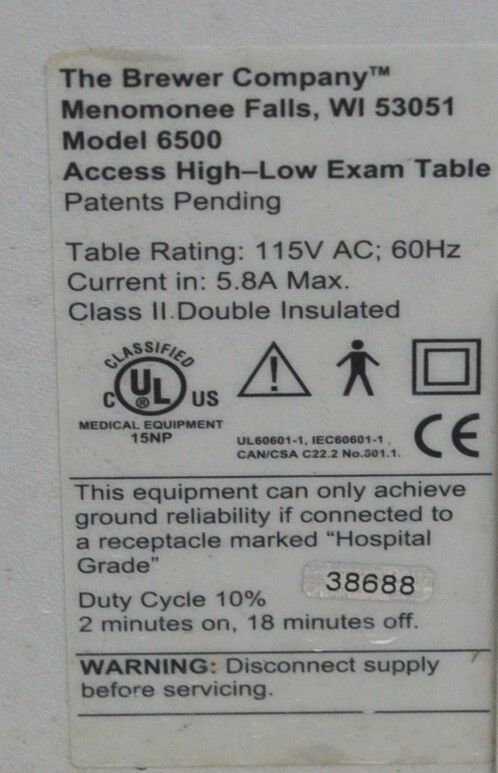 The Brewer Company™
Menomonee Falls, WI 53051
Model 6500
Access High–Low Exam Table
Patents Pending
Table Rating: 115V AC; 60Hz
Current in: 5.8A Max.
Class II Double Insulated
CLASSIFIED
C UL US
MEDICAL EQUIPMENT
15NP
UL60601-1, IEC60601-1
CAN/CSA C22.2 No.601.1.
CE
This equipment can only achieve
ground reliability if connected to
a receptacle marked “Hospital
Grade”
38688
Duty Cycle 10%
2 minutes on, 18 minutes off.
WARNING: Disconnect supply
before servicing.